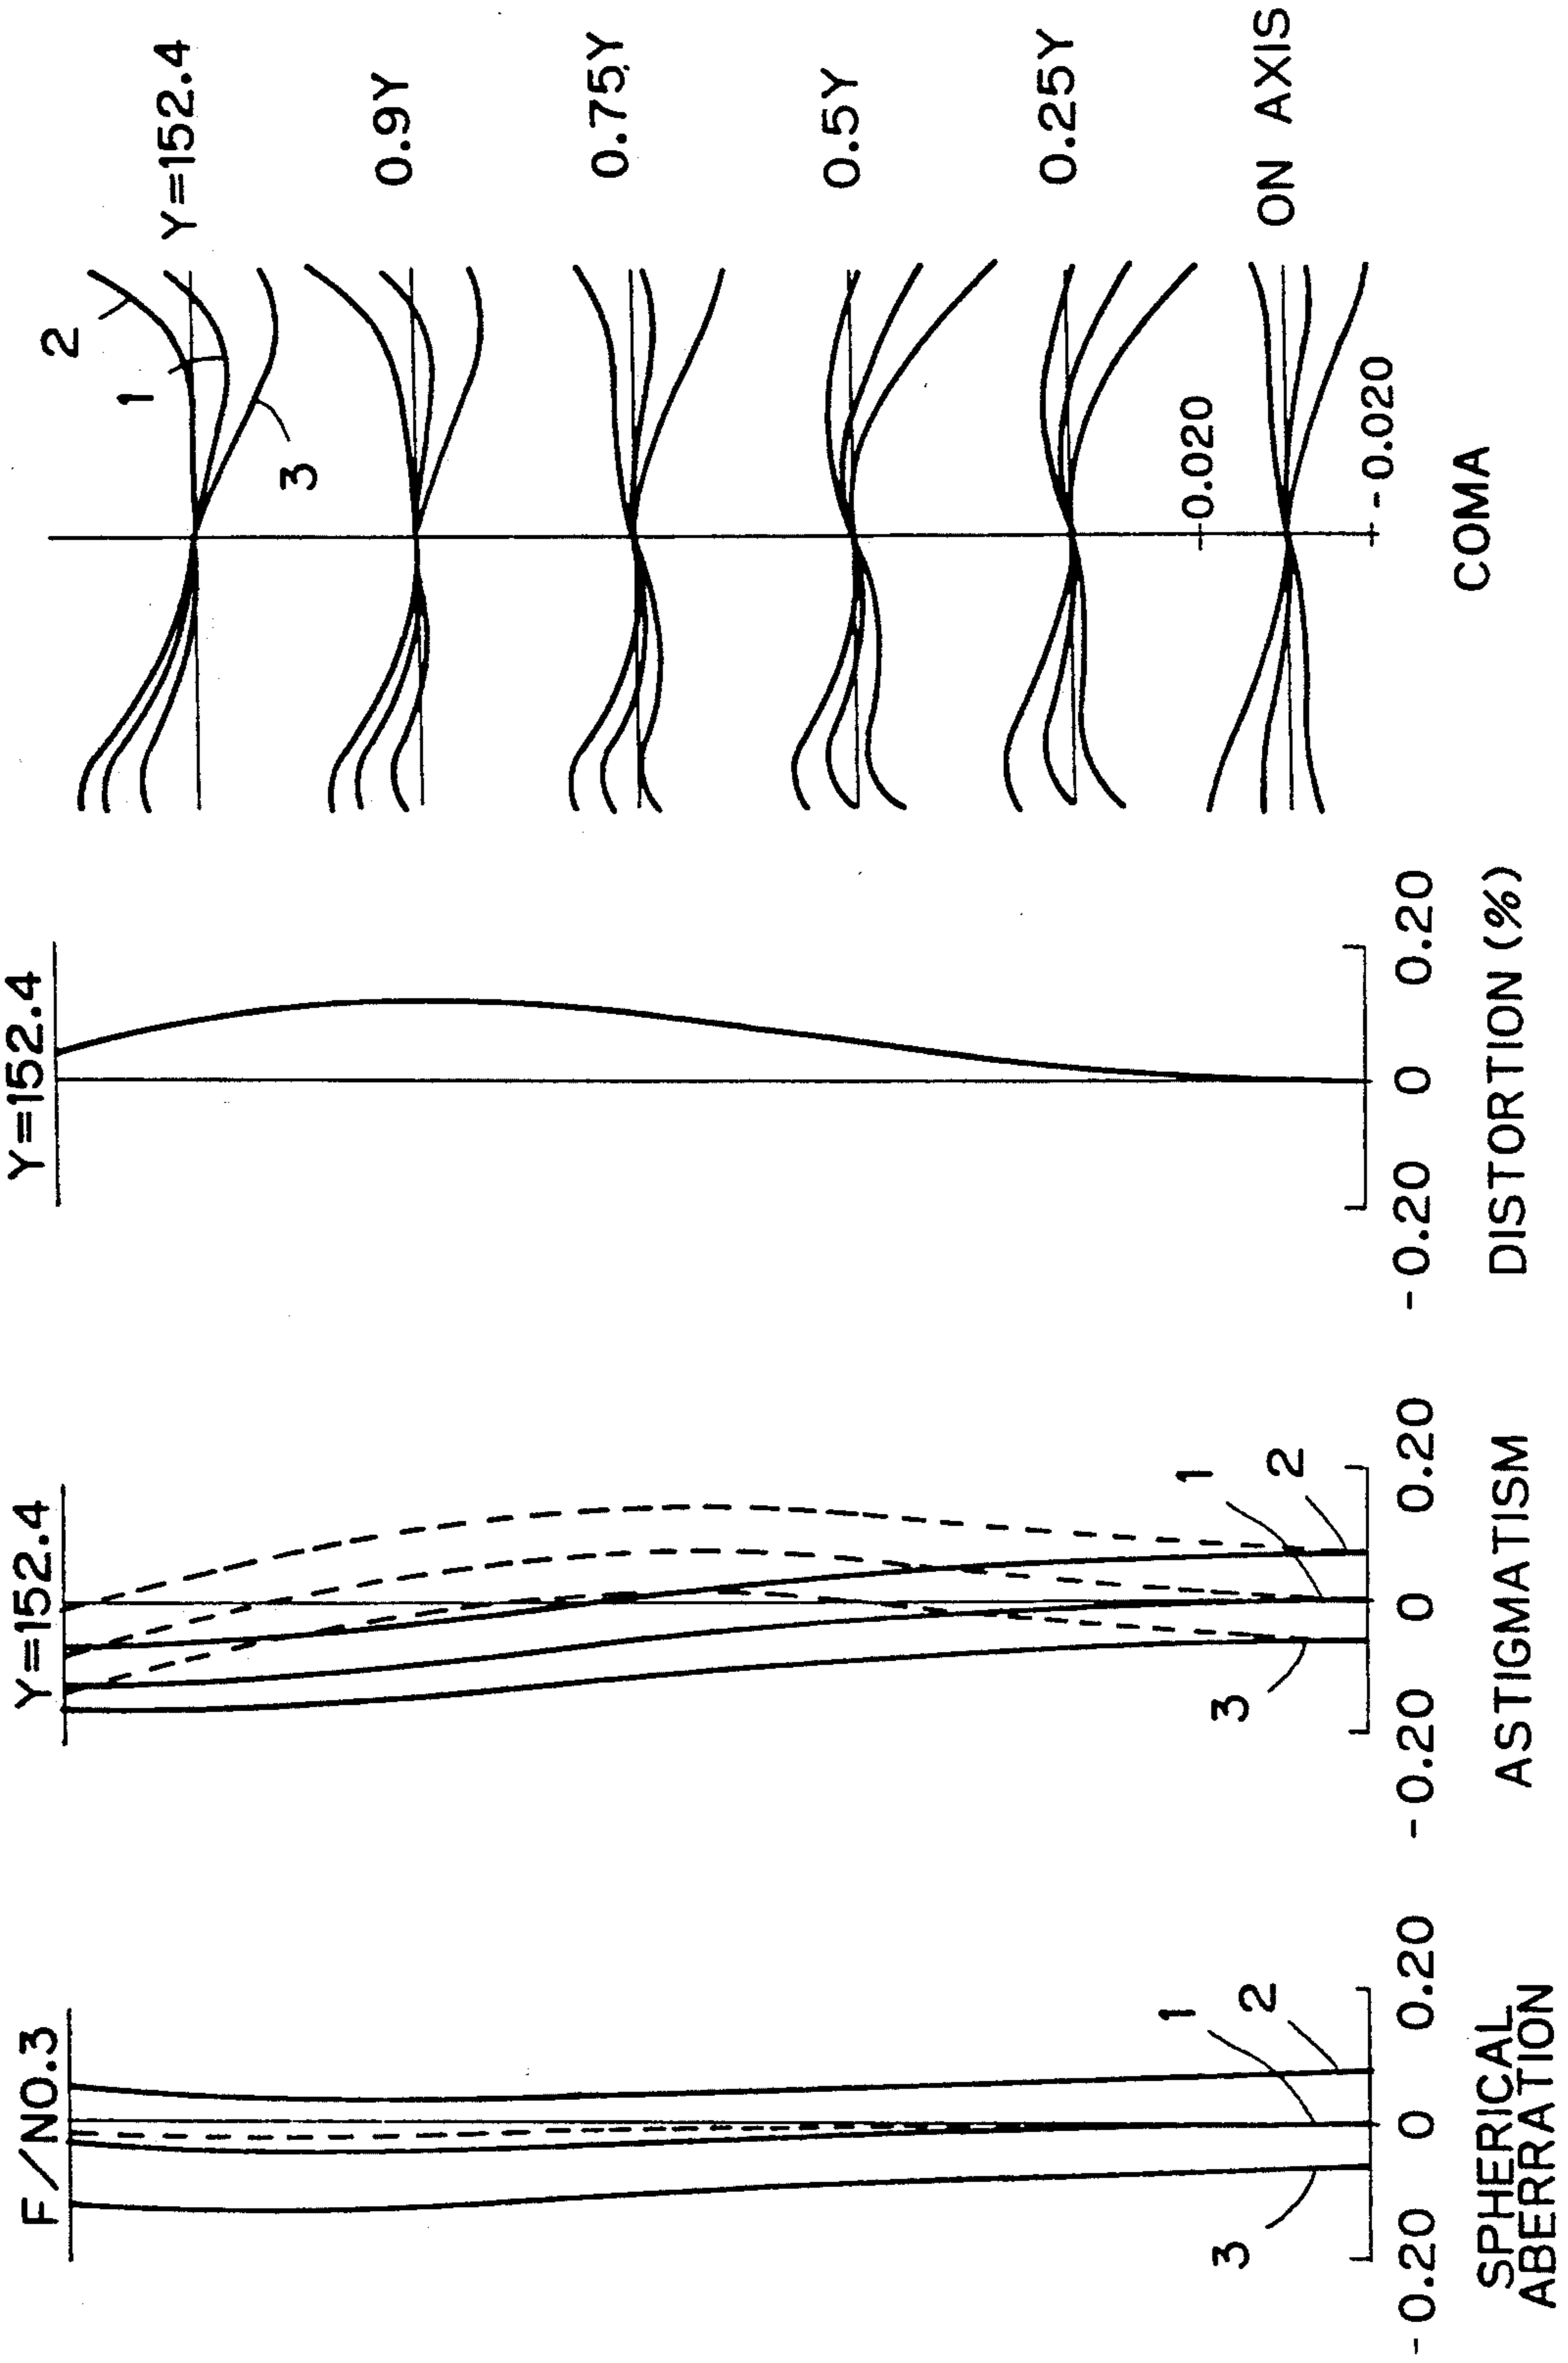 F/NO.3
1
2
3
-0.20 0 0.20
SPHERICAL
ABERRATION
Y=152.4
1
2
3
-0.20 0 0.20
ASTIGMATISM
Y=152.4
-0.20 0 0.20
DISTORTION (%)
2
1
3
Y=152.4
0.9Y
0.75Y
0.5Y
0.25Y
0.020
ON AXIS
-0.020
COMA